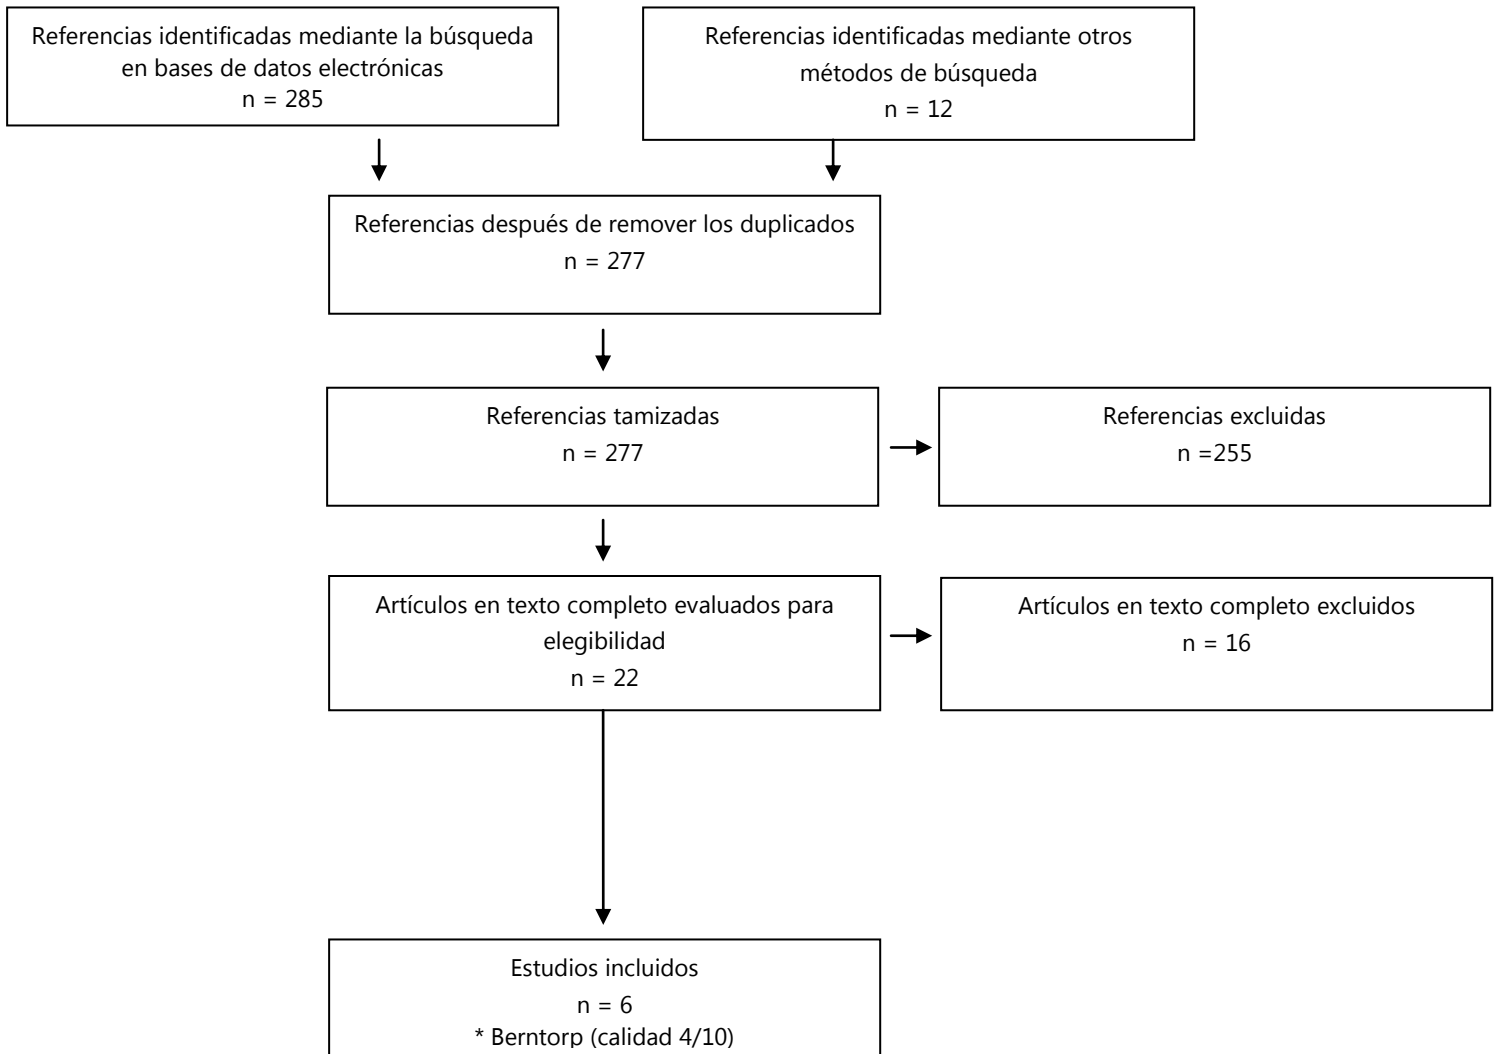 Referencias identificadas mediante la búsqueda
en bases de datos electrónicas
n = 285
Referencias identificadas mediante otros
métodos de búsqueda
n = 12
Referencias después de remover los duplicados
n = 277
Referencias tamizadas
n = 277
Referencias excluidas
n =255
Artículos en texto completo evaluados para
elegibilidad
n = 22
Artículos en texto completo excluidos
n = 16
Estudios incluidos
n = 6
* Berntorp (calidad 4/10)